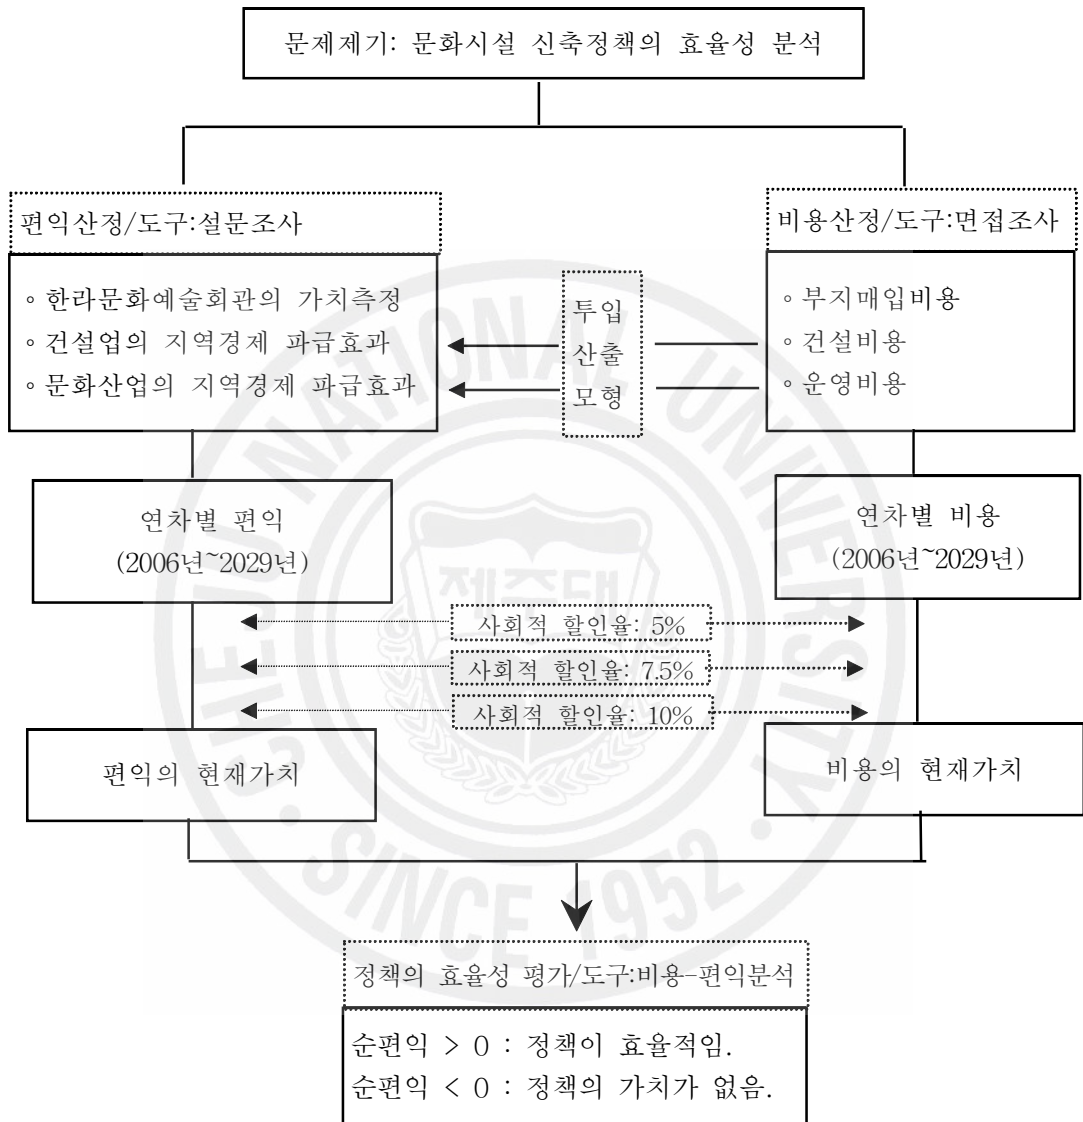 문제제기: 문화시설 신축정책의 효율성 분석
편익산정/도구:설문조사
◦ 한라문화예술회관의 가치측정
◦ 건설업의 지역경제 파급효과
◦ 문화산업의 지역경제 파급효과
투입
산출
모형
비용산정/도구:면접조사
◦ 부지매입비용
◦ 건설비용
◦ 운영비용
연차별 편익
(2006년~2029년)
연차별 비용
(2006년~2029년)
사회적 할인율: 5%
사회적 할인율: 7.5%
사회적 할인율: 10%
편익의 현재가치
비용의 현재가치
정책의 효율성 평가/도구:비용-편익분석
순편익 > 0 : 정책이 효율적임.
순편익 < 0 : 정책의 가치가 없음.
JEJU NATIONAL UNIVERSITY
제주대
SINCE 1952